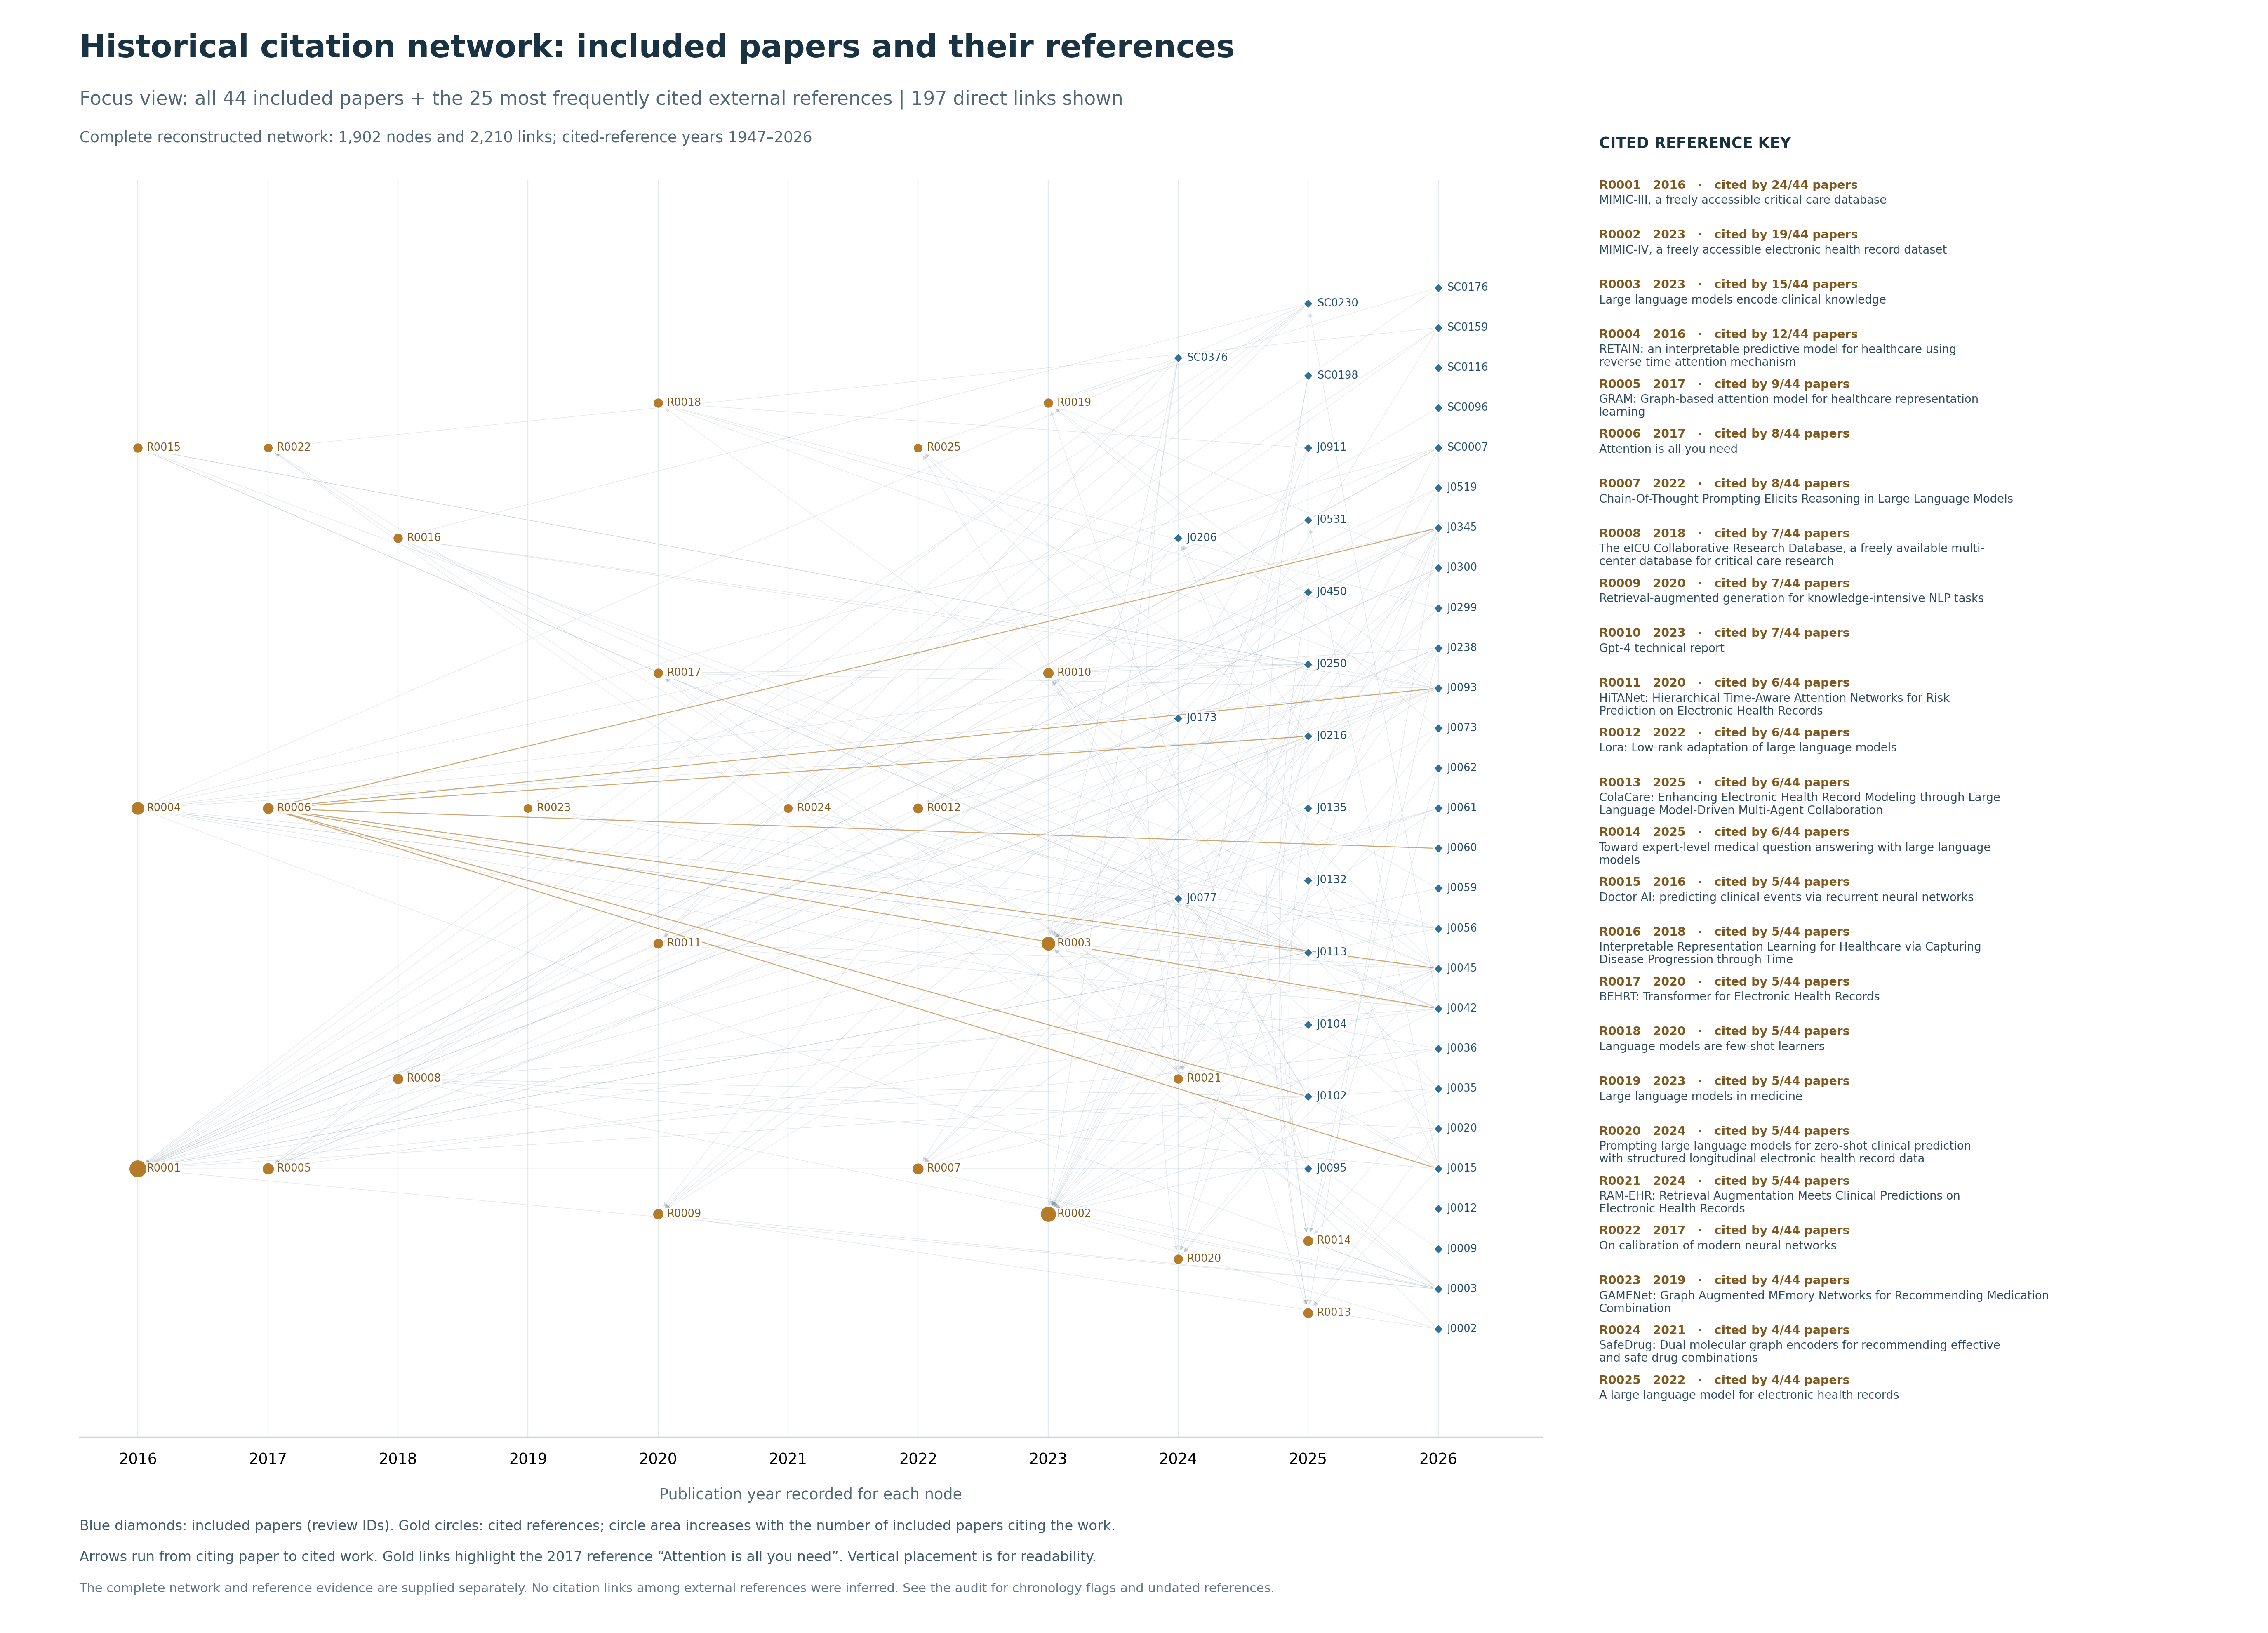 Historical citation network: included papers and their references
Focus view: all 44 included papers + the 25 most frequently cited external references | 197 direct links shown
Complete reconstructed network: 1,902 nodes and 2,210 links; cited-reference years 1947–2026
SC0176
SC0230
SC0159
SC0376
SC0116
SC0198
R0018
R0019
SC0096
R0015
R0022
R0025
J0911
SC0007
J0519
J0531
J0345
R0016
J0206
J0300
J0450
J0299
J0238
J0250
R0017
R0010
J0093
J0173
J0073
J0216
J0062
R0004
R0006
R0023
R0024
R0012
J0135
J0061
J0060
J0132
J0059
J0077
J0056
R0011
R0003
J0113
J0045
J0042
J0104
J0036
R0008
R0021
J0035
J0102
J0020
R0001
R0005
R0007
J0095
J0015
J0012
R0009
R0002
R0014
J0009
R0020
J0003
R0013
J0002
2016 2017 2018 2019 2020 2021 2022 2023 2024 2025 2026
Publication year recorded for each node
Blue diamonds: included papers (review IDs). Gold circles: cited references; circle area increases with the number of included papers citing the work.
Arrows run from citing paper to cited work. Gold links highlight the 2017 reference “Attention is all you need”. Vertical placement is for readability.
The complete network and reference evidence are supplied separately. No citation links among external references were inferred. See the audit for chronology flags and undated references.
CITED REFERENCE KEY
R0001 2016 · cited by 24/44 papers
MIMIC-III, a freely accessible critical care database
R0002 2023 · cited by 19/44 papers
MIMIC-IV, a freely accessible electronic health record dataset
R0003 2023 · cited by 15/44 papers
Large language models encode clinical knowledge
R0004 2016 · cited by 12/44 papers
RETAIN: an interpretable predictive model for healthcare using
reverse time attention mechanism
R0005 2017 · cited by 9/44 papers
GRAM: Graph-based attention model for healthcare representation
learning
R0006 2017 · cited by 8/44 papers
Attention is all you need
R0007 2022 · cited by 8/44 papers
Chain-Of-Thought Prompting Elicits Reasoning in Large Language Models
R0008 2018 · cited by 7/44 papers
The eICU Collaborative Research Database, a freely available multi-
center database for critical care research
R0009 2020 · cited by 7/44 papers
Retrieval-augmented generation for knowledge-intensive NLP tasks
R0010 2023 · cited by 7/44 papers
Gpt-4 technical report
R0011 2020 · cited by 6/44 papers
HiTANet: Hierarchical Time-Aware Attention Networks for Risk
Prediction on Electronic Health Records
R0012 2022 · cited by 6/44 papers
Lora: Low-rank adaptation of large language models
R0013 2025 · cited by 6/44 papers
ColaCare: Enhancing Electronic Health Record Modeling through Large
Language Model-Driven Multi-Agent Collaboration
R0014 2025 · cited by 6/44 papers
Toward expert-level medical question answering with large language
models
R0015 2016 · cited by 5/44 papers
Doctor AI: predicting clinical events via recurrent neural networks
R0016 2018 · cited by 5/44 papers
Interpretable Representation Learning for Healthcare via Capturing
Disease Progression through Time
R0017 2020 · cited by 5/44 papers
BEHRT: Transformer for Electronic Health Records
R0018 2020 · cited by 5/44 papers
Language models are few-shot learners
R0019 2023 · cited by 5/44 papers
Large language models in medicine
R0020 2024 · cited by 5/44 papers
Prompting large language models for zero-shot clinical prediction
with structured longitudinal electronic health record data
R0021 2024 · cited by 5/44 papers
RAM-EHR: Retrieval Augmentation Meets Clinical Predictions on
Electronic Health Records
R0022 2017 · cited by 4/44 papers
On calibration of modern neural networks
R0023 2019 · cited by 4/44 papers
GAMENet: Graph Augmented MEmory Networks for Recommending Medication
Combination
R0024 2021 · cited by 4/44 papers
SafeDrug: Dual molecular graph encoders for recommending effective
and safe drug combinations
R0025 2022 · cited by 4/44 papers
A large language model for electronic health records